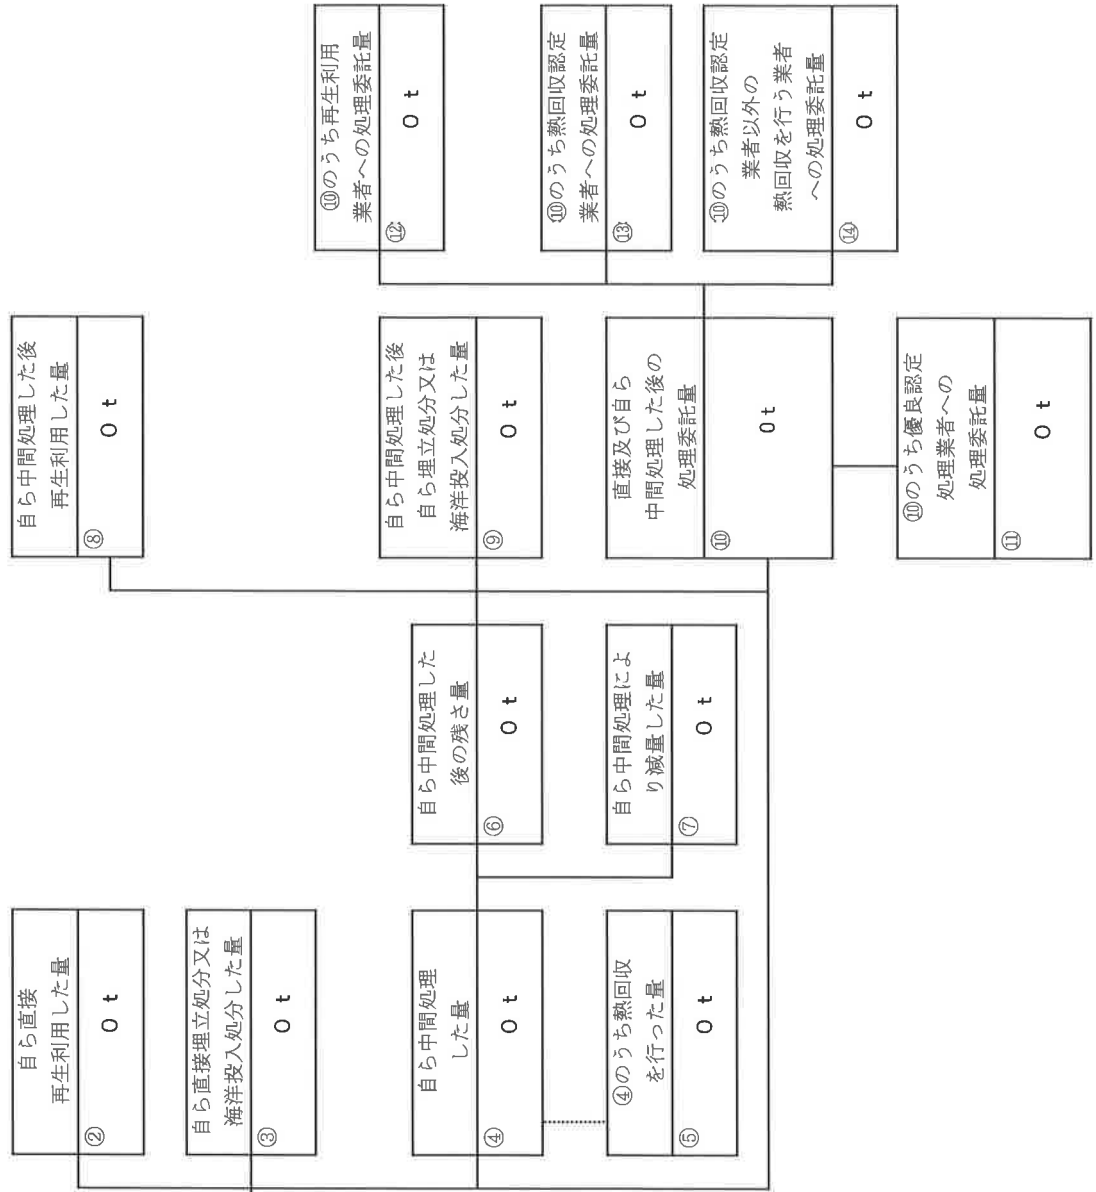 自ら直接
再生利用した量
②
0 t
自ら直接埋立処分又は
海洋投入処分した量
③
0 t
自ら中間処理
した量
④
0 t
④のうち熱回収
を行った量
⑤
0 t
自ら中間処理した
後の残さ量
⑥
0 t
自ら中間処理によ
り減量した量
⑦
0 t
自ら中間処理した後
再生利用した量
⑧
0 t
自ら中間処理した後
自ら埋立処分又は
海洋投入処分した量
⑨
0 t
直接及び自ら
中間処理した後の
処理委託量
⑩
0 t
⑩のうち優良認定
処理業者への
処理委託量
⑪
0 t
⑩のうち再生利用
業者への処理委託量
⑫
0 t
⑩のうち熱回収認定
業者への処理委託量
⑬
0 t
⑩のうち熱回収認定
業者以外の
熱回収を行う業者
への処理委託量
⑭
0 t